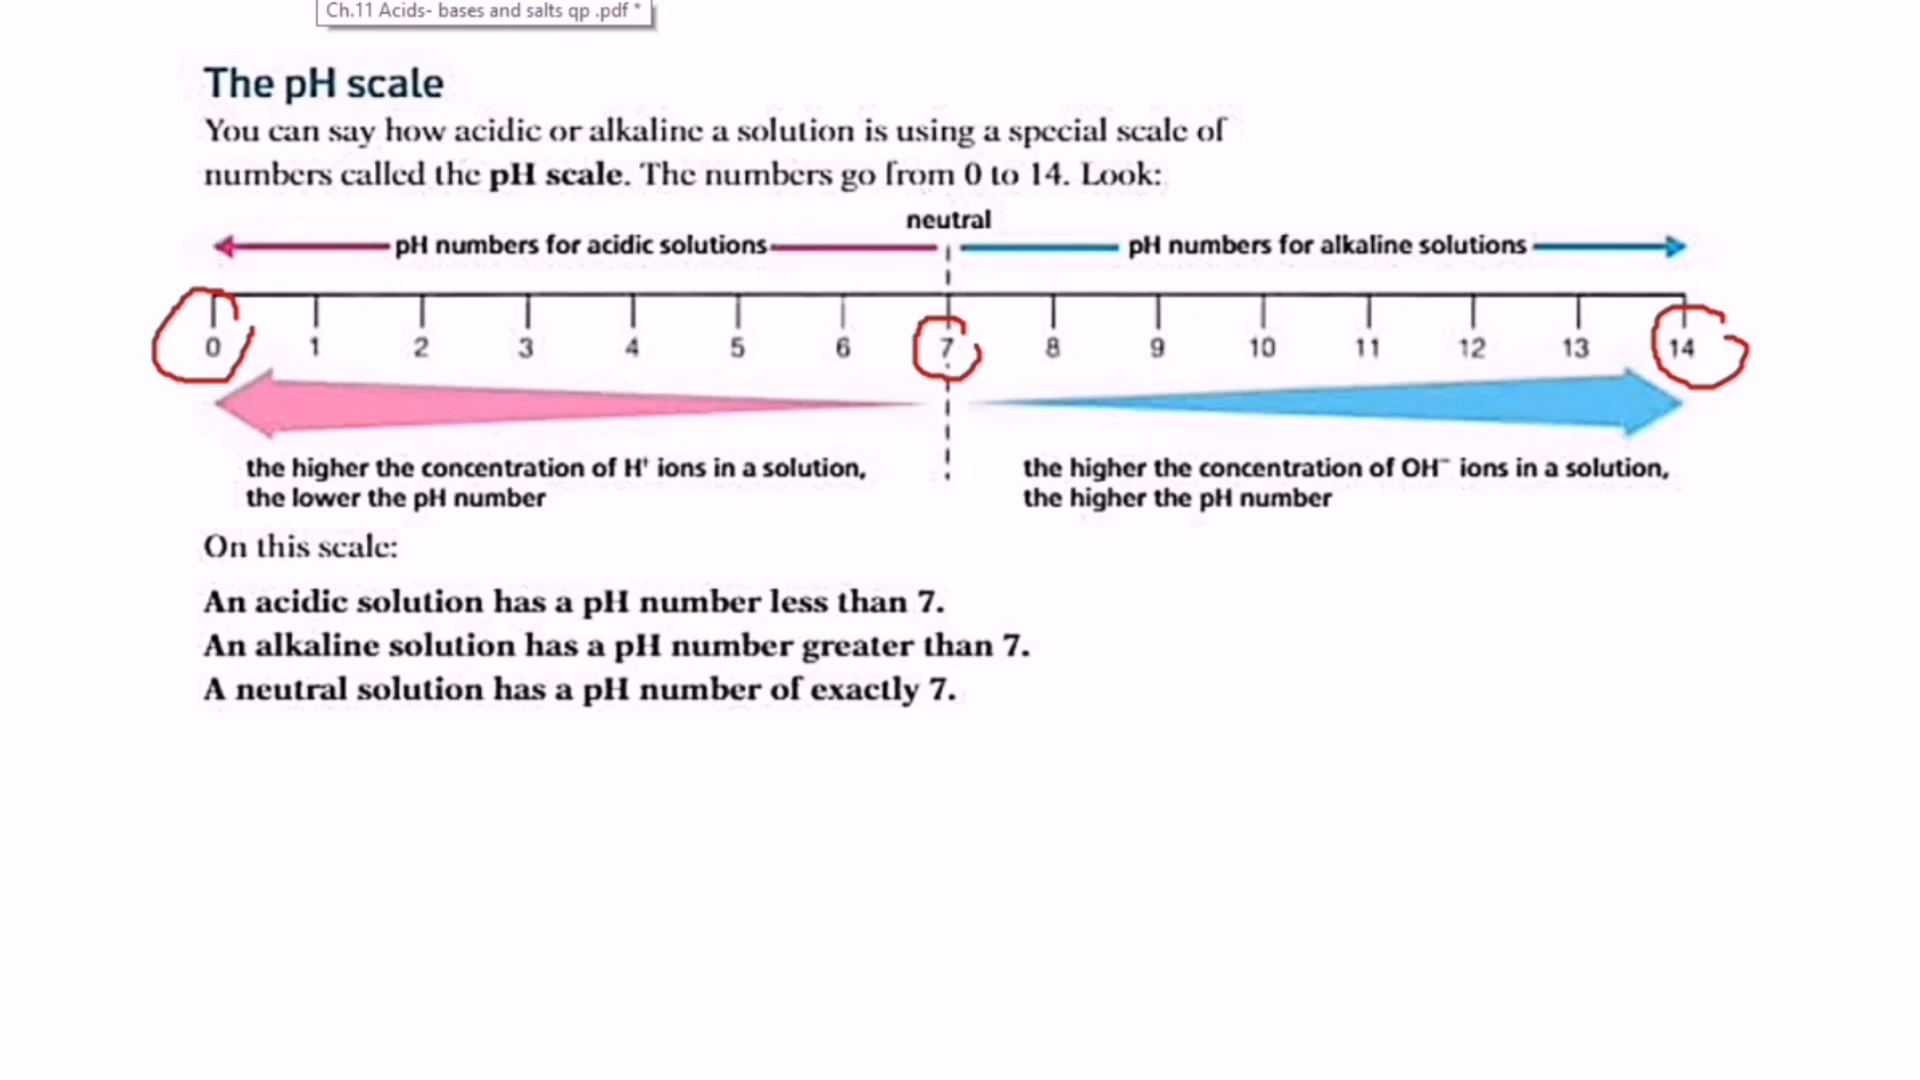 Ch.11 Acids- bases and salts qp .pdf *
The pH scale
You can say how acidic or alkaline a solution is using a special scale of
numbers called the pH scale. The numbers go from 0 to 14. Look:
neutral
pH numbers for acidic solutions
pH numbers for alkaline solutions
0 1 2 3 4 5 6 7 8 9 10 11 12 13 14
the higher the concentration of H⁺ ions in a solution,
the lower the pH number
the higher the concentration of OH⁻ ions in a solution,
the higher the pH number
On this scale:
An acidic solution has a pH number less than 7.
An alkaline solution has a pH number greater than 7.
A neutral solution has a pH number of exactly 7.